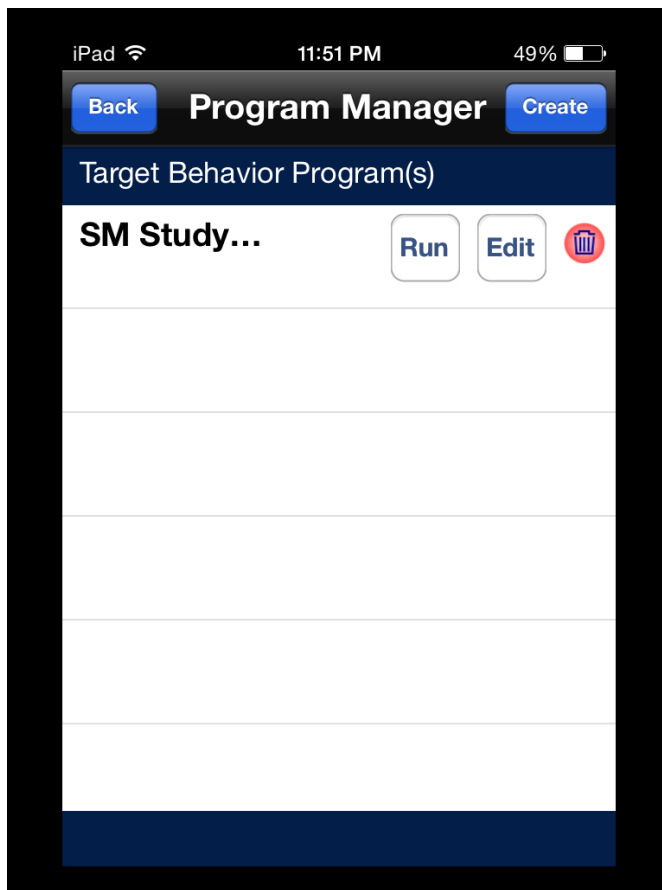 iPad 11:51 PM 49%
Back Program Manager Create
Target Behavior Program(s)
SM Study... Run Edit